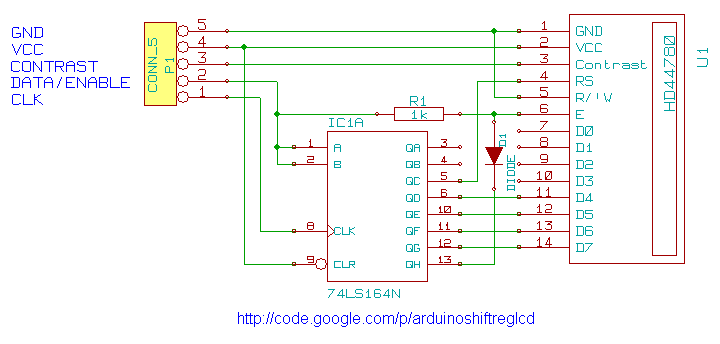 GND
VCC
CONTRAST
DATA/ENABLE
CLK
CONN_5
P1
5
4
3
2
1
R1
1k
IC1A
1 A QA 3
2 B QB 4
QC 5
QD 6
QE 10
8 CLK QF 11
QG 12
9 CLR QH 13
74LS164N
D1
DIODE
1 GND
2 VCC
3 Contrast
4 RS
5 R/!W
6 E
7 D0
8 D1
9 D2
10 D3
11 D4
12 D5
13 D6
14 D7
HD44780
U1
http://code.google.com/p/arduinoshiftreglcd